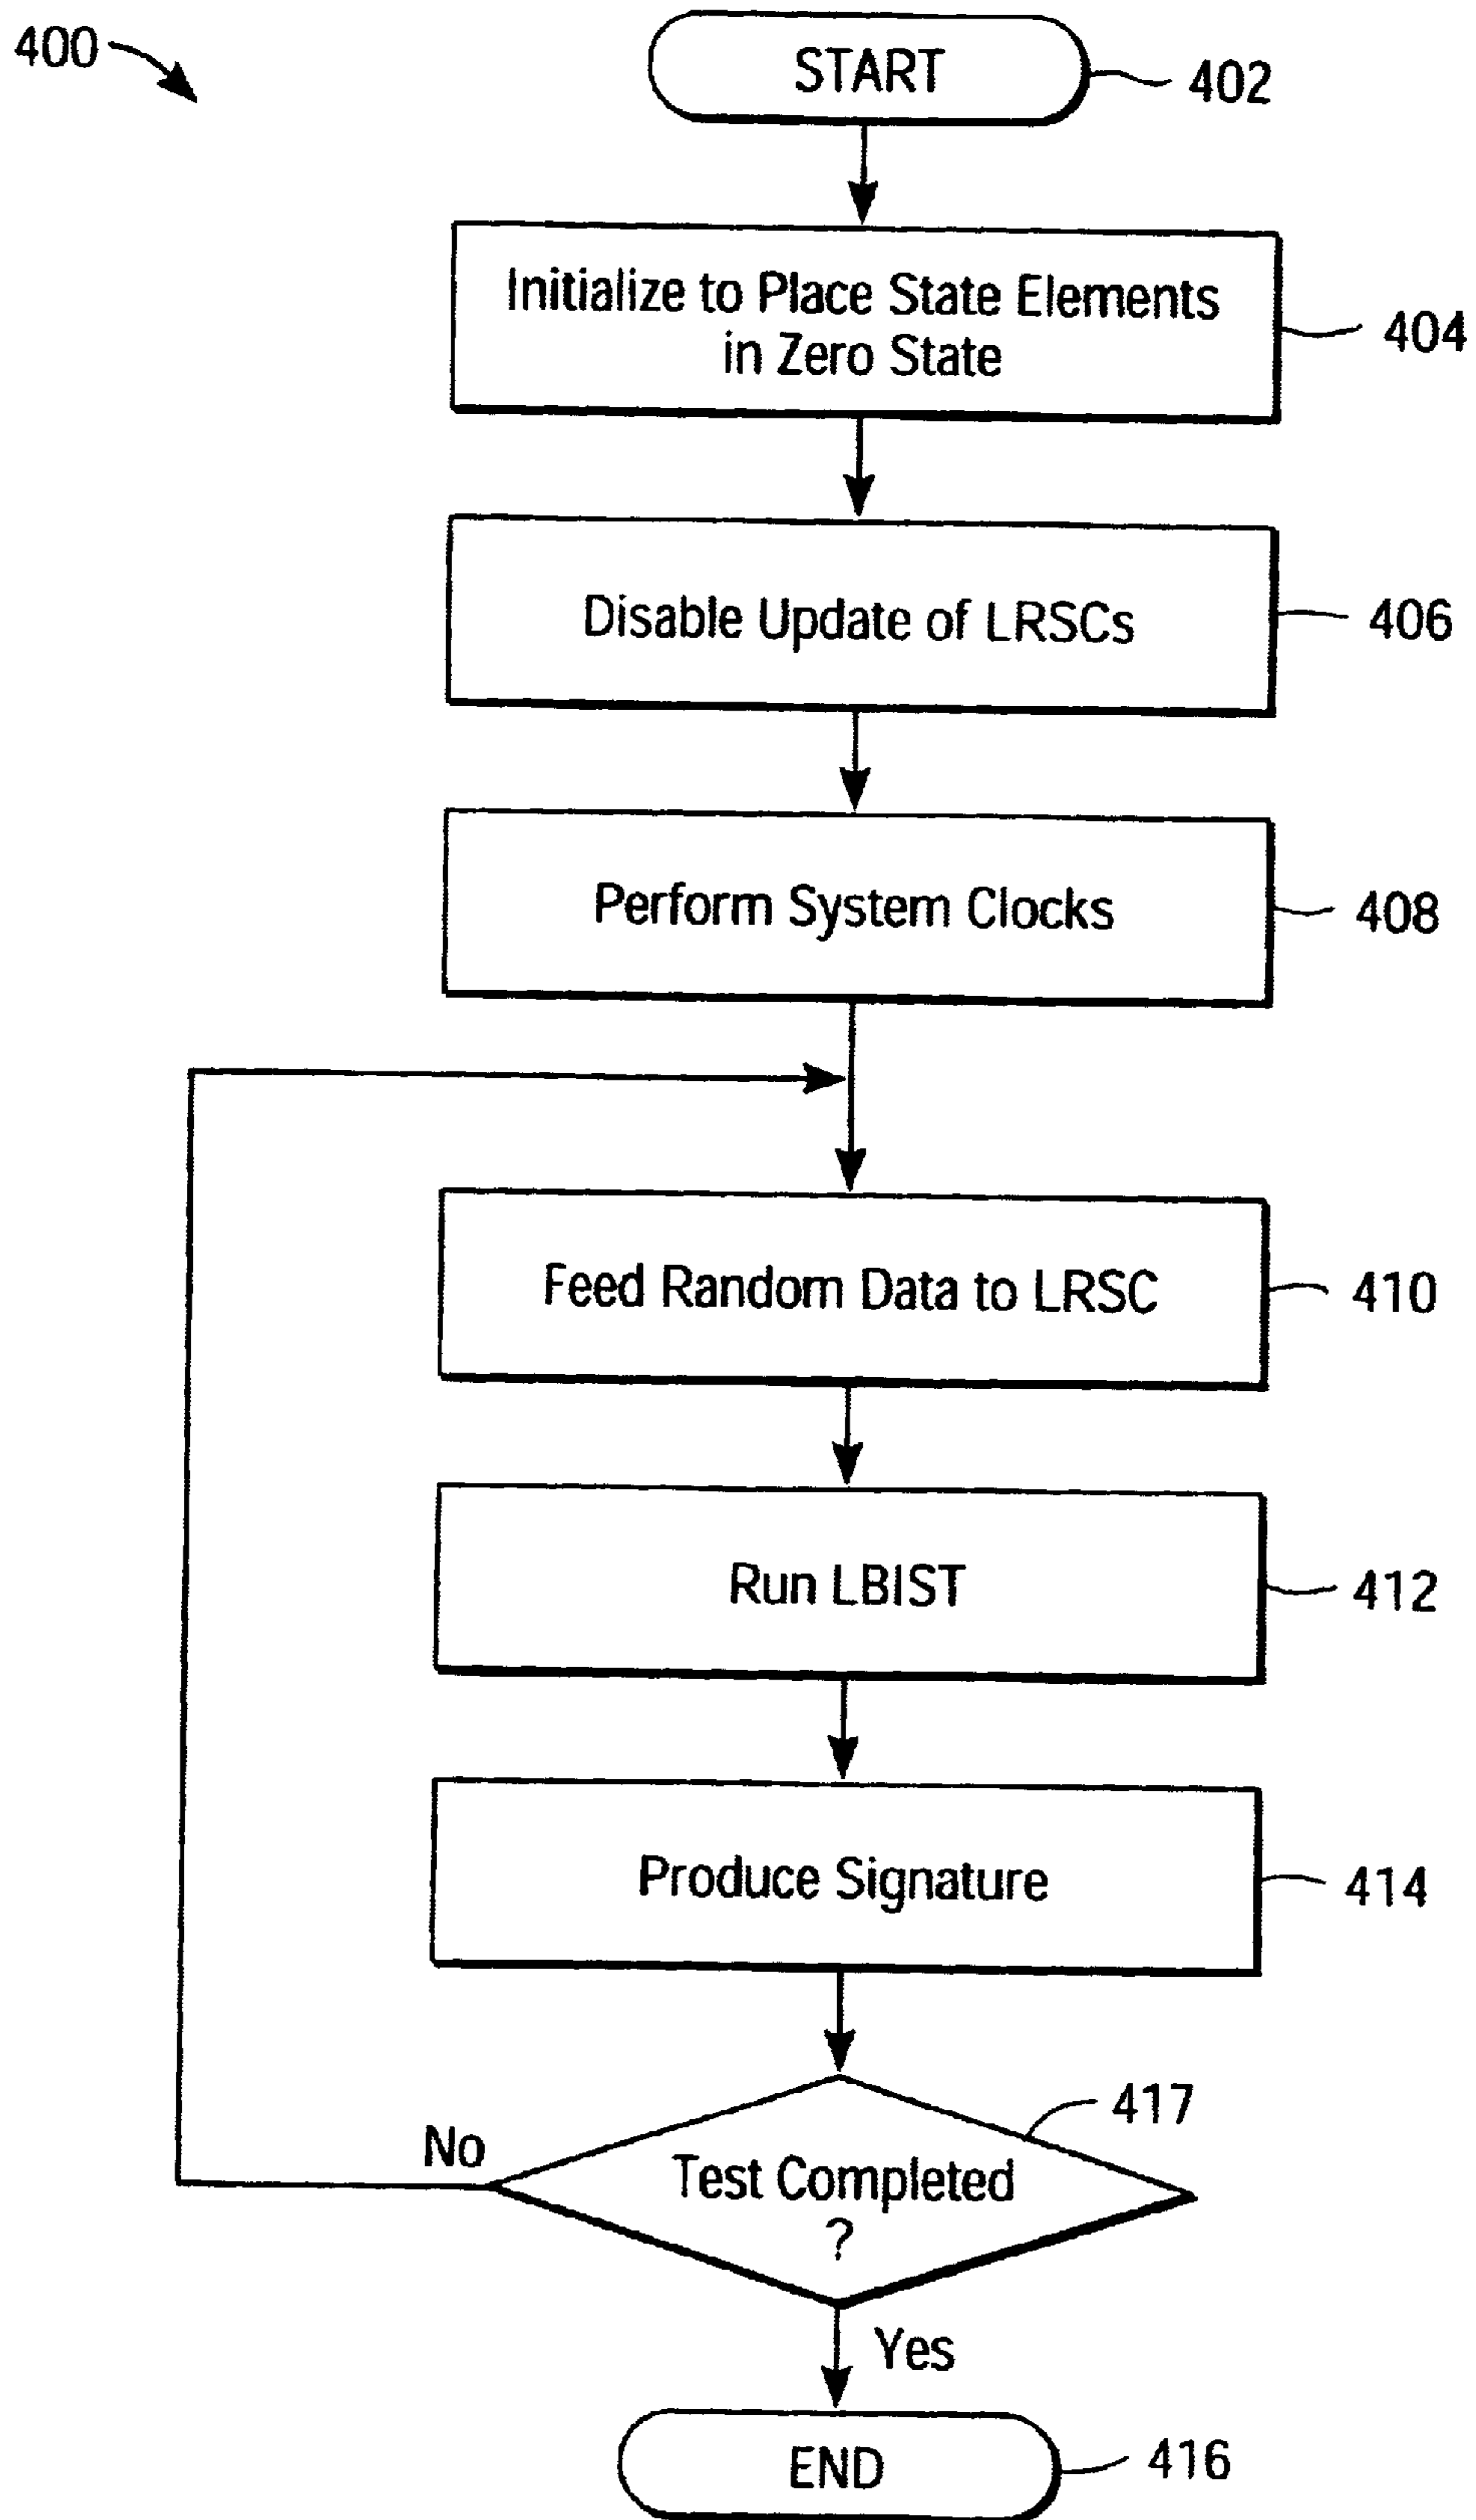 400
START
402
Initialize to Place State Elements
in Zero State
404
Disable Update of LRSCs
406
Perform System Clocks
408
Feed Random Data to LRSC
410
Run LBIST
412
Produce Signature
414
417
No
Test Completed
?
Yes
END
416